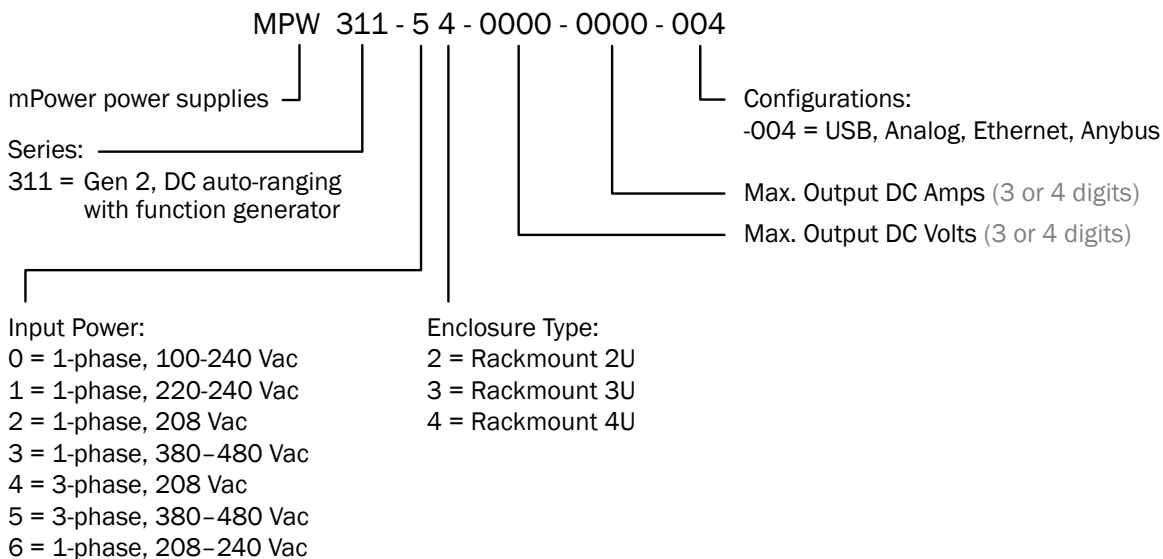 MPW 311 - 5 4 - 0000 - 0000 - 004
mPower power supplies
Series:
311 = Gen 2, DC auto-ranging
with function generator
Configurations:
-004 = USB, Analog, Ethernet, Anybus
Max. Output DC Amps (3 or 4 digits)
Max. Output DC Volts (3 or 4 digits)
Input Power:
0 = 1-phase, 100-240 Vac
1 = 1-phase, 220-240 Vac
2 = 1-phase, 208 Vac
3 = 1-phase, 380–480 Vac
4 = 3-phase, 208 Vac
5 = 3-phase, 380–480 Vac
6 = 1-phase, 208–240 Vac
Enclosure Type:
2 = Rackmount 2U
3 = Rackmount 3U
4 = Rackmount 4U